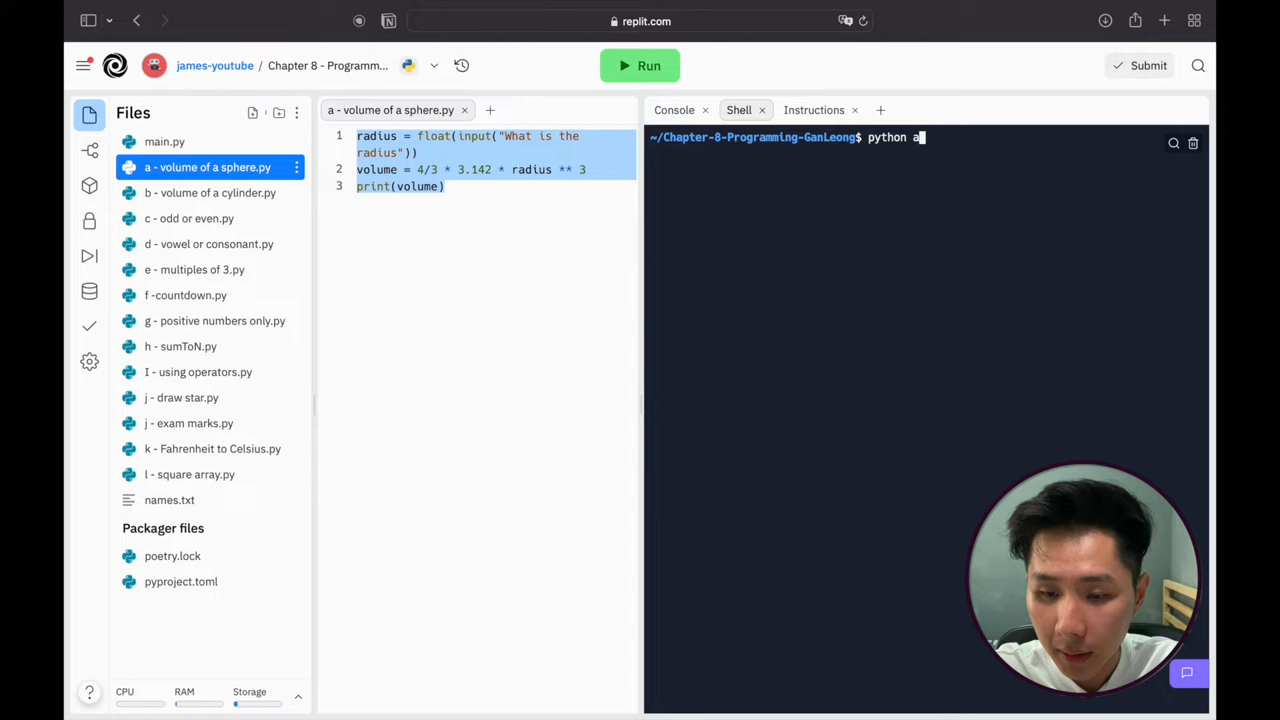 replit.com
james-youtube / Chapter 8 - Programm...
Run
Submit
Files
main.py
a - volume of a sphere.py
b - volume of a cylinder.py
c - odd or even.py
d - vowel or consonant.py
e - multiples of 3.py
f -countdown.py
g - positive numbers only.py
h - sumToN.py
I - using operators.py
j - draw star.py
j - exam marks.py
k - Fahrenheit to Celsius.py
l - square array.py
names.txt
Packager files
poetry.lock
pyproject.toml
CPU RAM Storage
a - volume of a sphere.py
1 radius = float(input("What is the
radius"))
2 volume = 4/3 * 3.142 * radius ** 3
3 print(volume)
Console Shell Instructions
~/Chapter-8-Programming-GanLeong$ python a